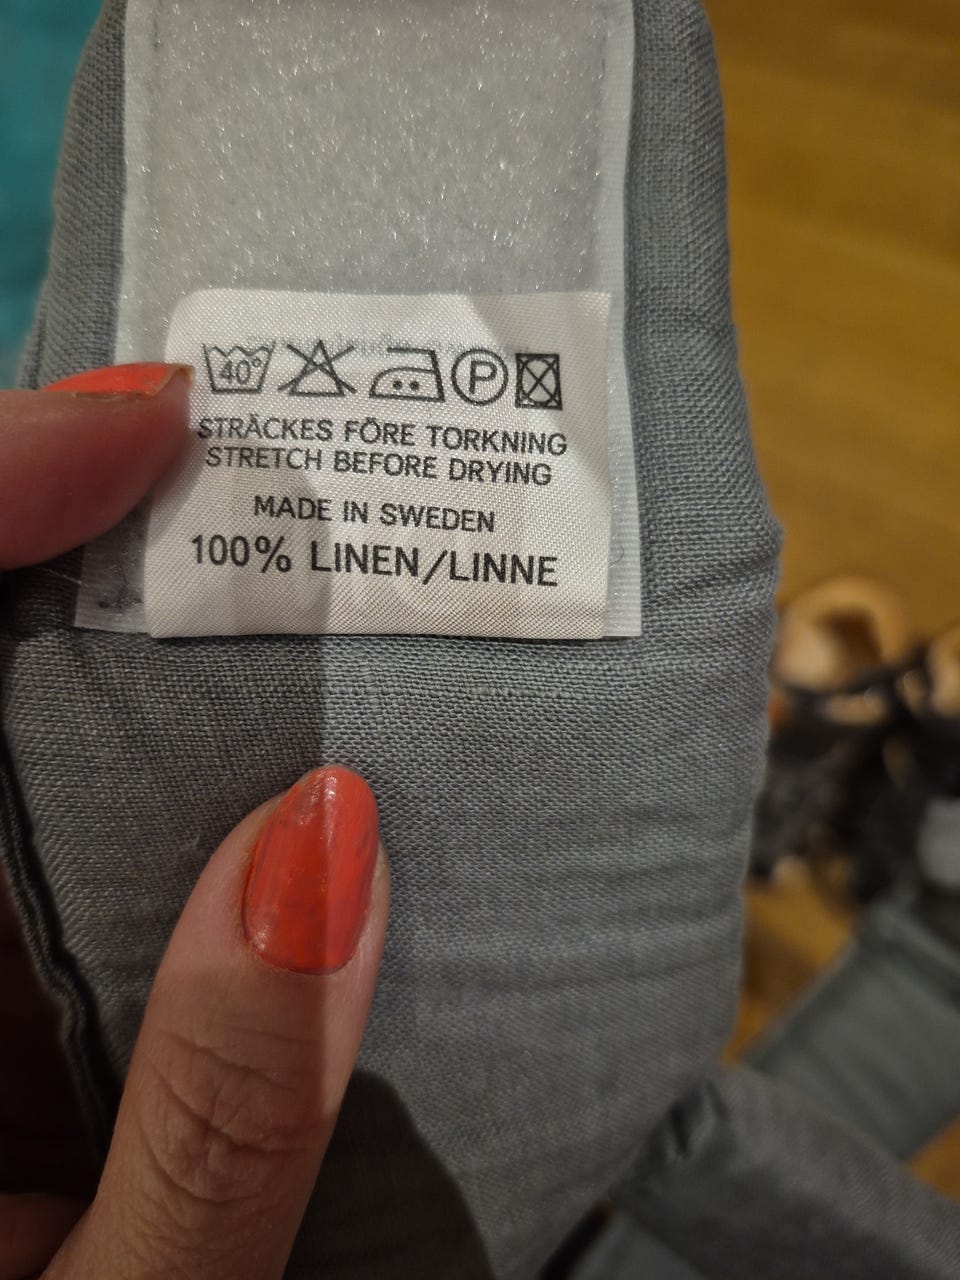 40°
P
STRÄCKES FÖRE TORKNING
STRETCH BEFORE DRYING
MADE IN SWEDEN
100% LINEN/LINNE